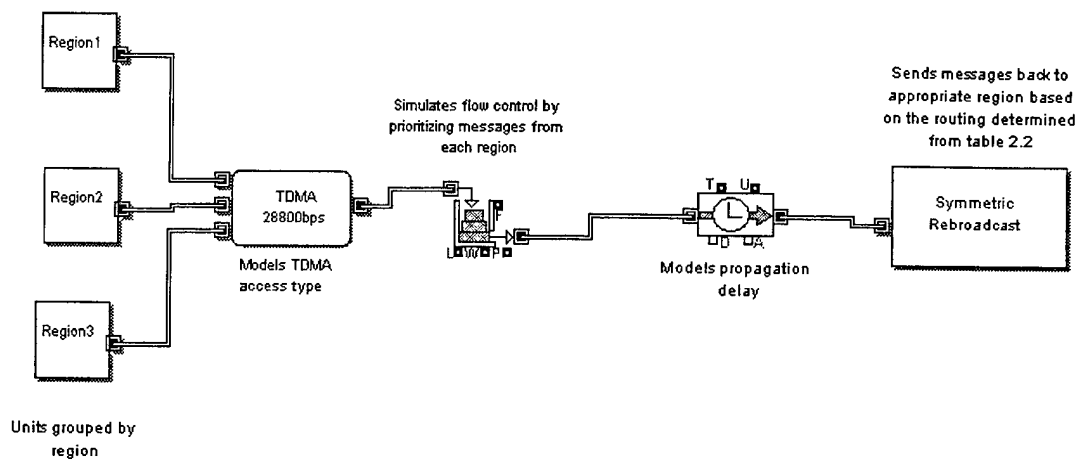 Region1
Region2
Region3
Units grouped by
region
TDMA
28800bps
Models TDMA
access type
Simulates flow control by
prioritizing messages from
each region
F
L W P
T U
D A
Models propagation
delay
Sends messages back to
appropriate region based
on the routing determined
from table 2.2
Symmetric
Rebroadcast